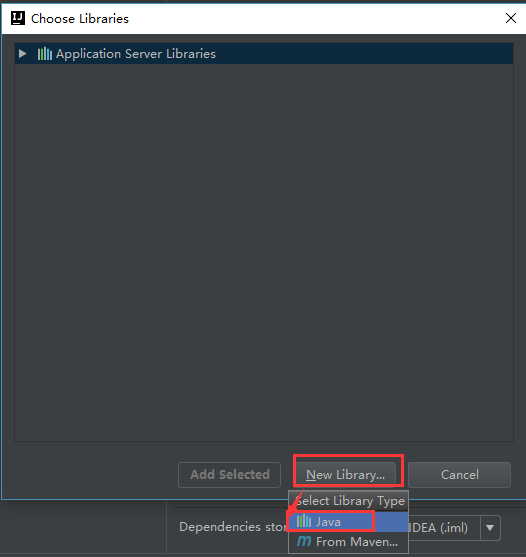 IJ
Choose Libraries
Application Server Libraries
Add Selected
New Library...
Cancel
Select Library Type
Dependencies stor
Java
IDEA (.iml)
From Maven...